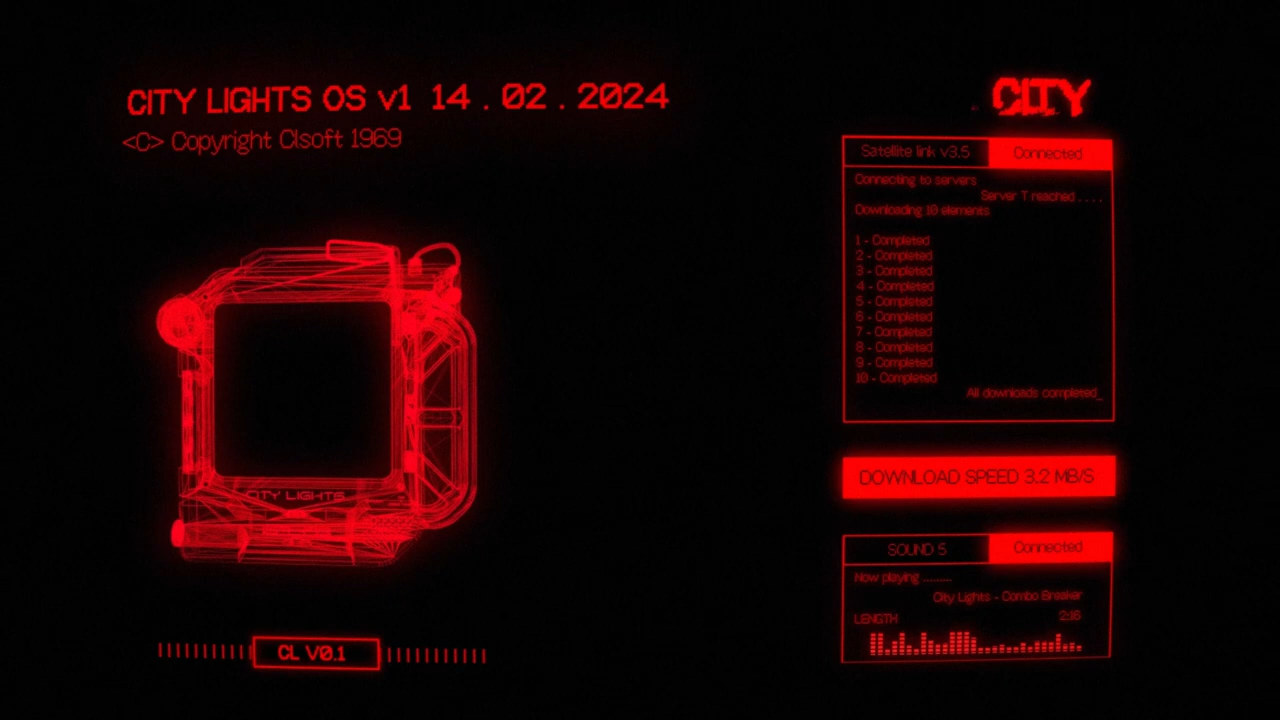 CITY LIGHTS OS v1 14 . 02 . 2024
<C> Copyright Clsoft 1969
CITY LIGHTS
CL V0.1
CITY
Satellite link v3.5 Connected
Connecting to servers
Server T reached . . . .
Downloading 10 elements
1 - Completed
2 - Completed
3 - Completed
4 - Completed
5 - Completed
6 - Completed
7 - Completed
8 - Completed
9 - Completed
10 - Completed
All downloads completed_
DOWNLOAD SPEED 3.2 MB/S
SOUND 5 Connected
Now playing ........
City Lights - Combo Breaker
LENGTH 2:16